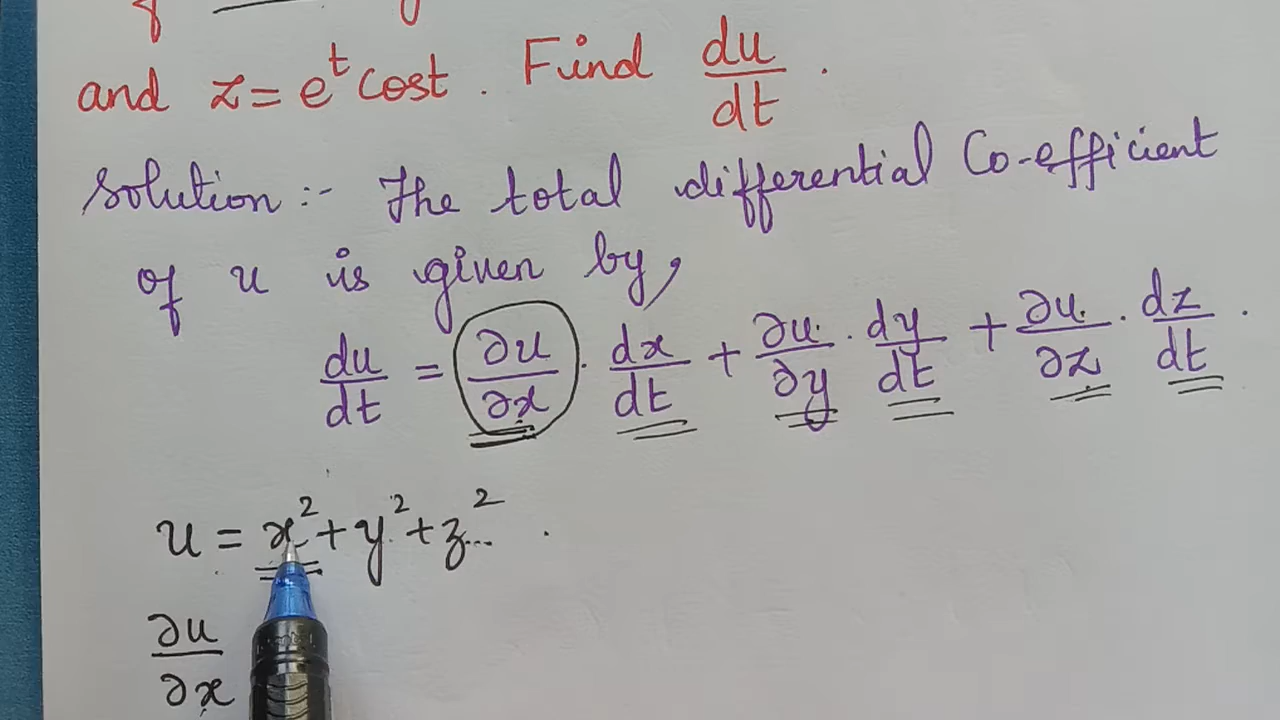 and z = e^t cost. Find du/dt.
Solution :- The total differential Co-efficient
of u is given by,
du/dt = ∂u/∂x · dx/dt + ∂u/∂y · dy/dt + ∂u/∂z · dz/dt.
u = x² + y² + z².
∂u/∂x